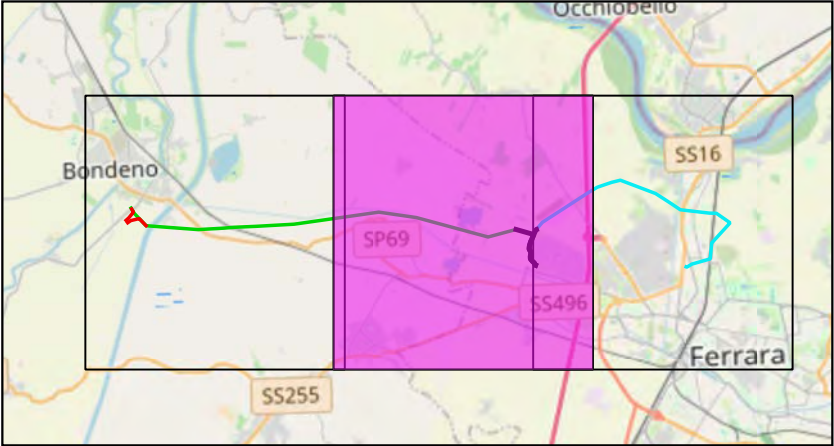 Occhiobello
SS16
Bondeno
SP69
SS496
Ferrara
SS255